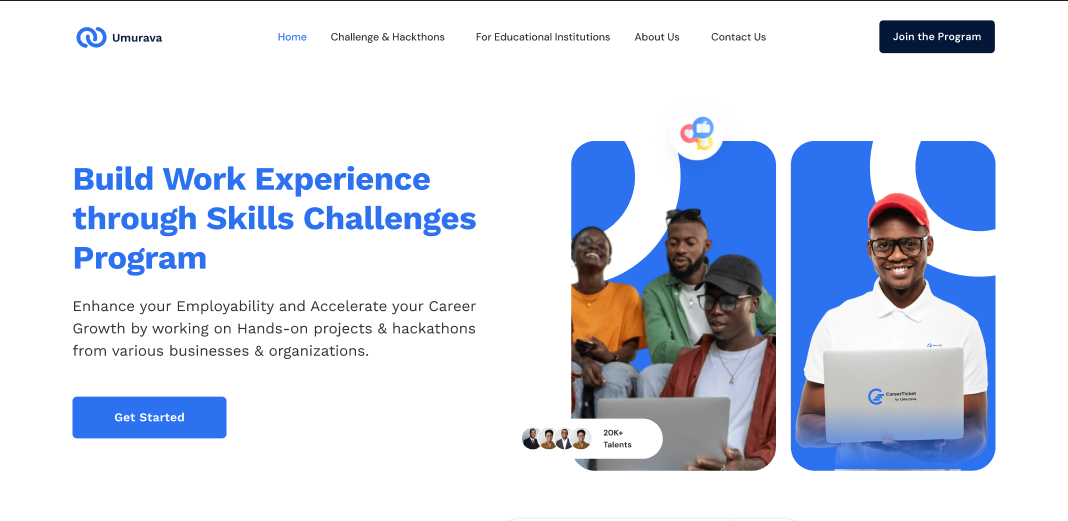 Umurava
Home
Challenge & Hackthons
For Educational Institutions
About Us
Contact Us
Join the Program
Build Work Experience
through Skills Challenges
Program
Enhance your Employability and Accelerate your Career
Growth by working on Hands-on projects & hackathons
from various businesses & organizations.
Get Started
20K+
Talents
CareerTicket
by Umurava